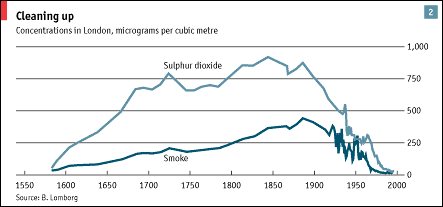 Cleaning up
2
Concentrations in London, micrograms per cubic metre
1,000
Sulphur dioxide
750
500
250
Smoke
0
1550 1600 1650 1700 1750 1800 1850 1900 1950 2000
Source: B. Lomborg